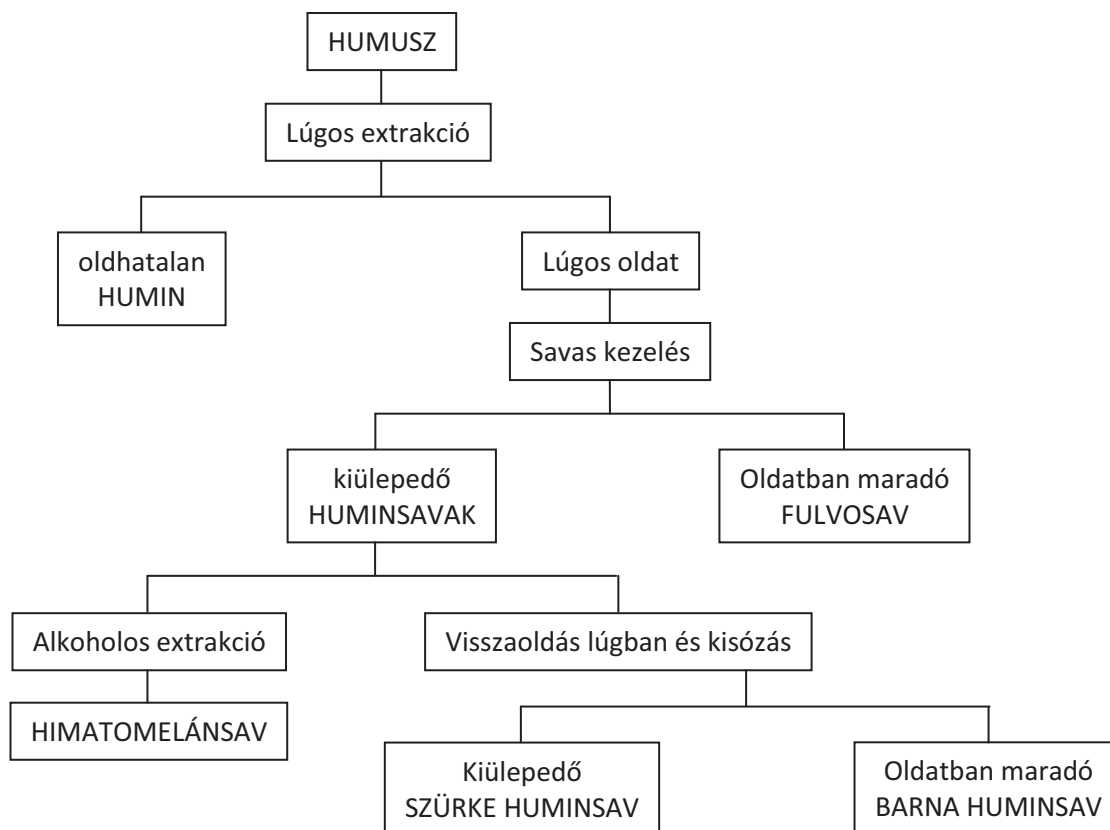 HUMUSZ
Lúgos extrakció
oldhatalan
HUMIN
Lúgos oldat
Savas kezelés
kiülepedő
HUMINSAVAK
Oldatban maradó
FULVOSAV
Alkoholos extrakció
Visszaoldás lúgban és kisózás
HIMATOMELÁNSAV
Kiülepedő
SZÜRKE HUMINSAV
Oldatban maradó
BARNA HUMINSAV